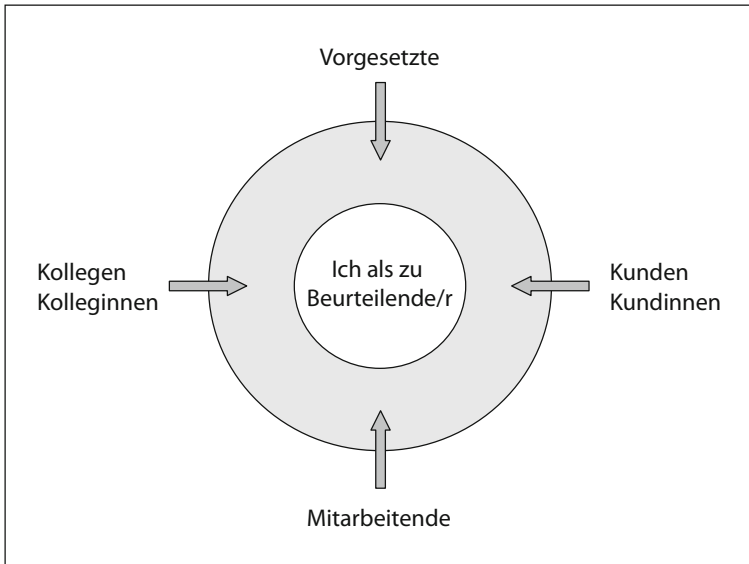 Vorgesetzte
Kollegen
Kolleginnen
Ich als zu
Beurteilende/r
Kunden
Kundinnen
Mitarbeitende